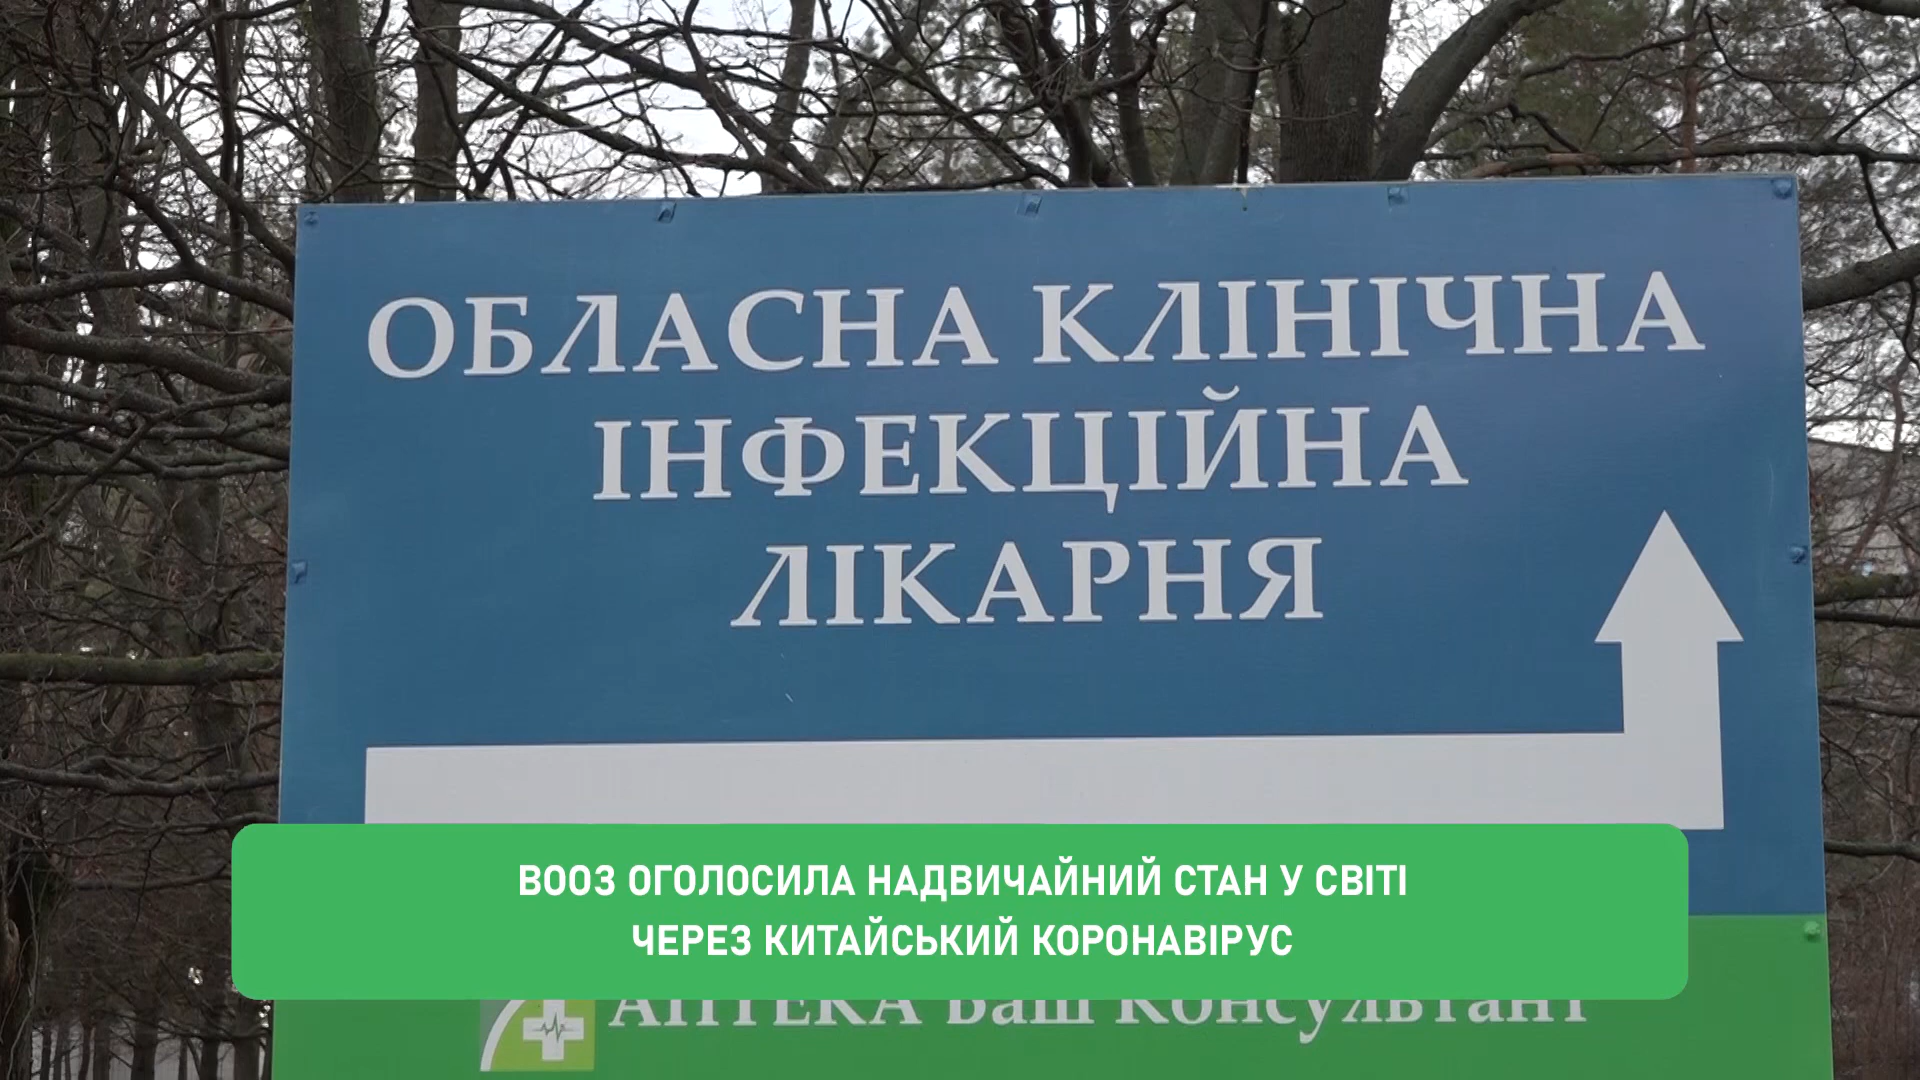 ОБЛАСНА КЛІНІЧНА
ІНФЕКЦІЙНА
ЛІКАРНЯ
ВООЗ ОГОЛОСИЛА НАДВИЧАЙНИЙ СТАН У СВІТІ
ЧЕРЕЗ КИТАЙСЬКИЙ КОРОНАВІРУС
АПТЕКА Ваш Консультант